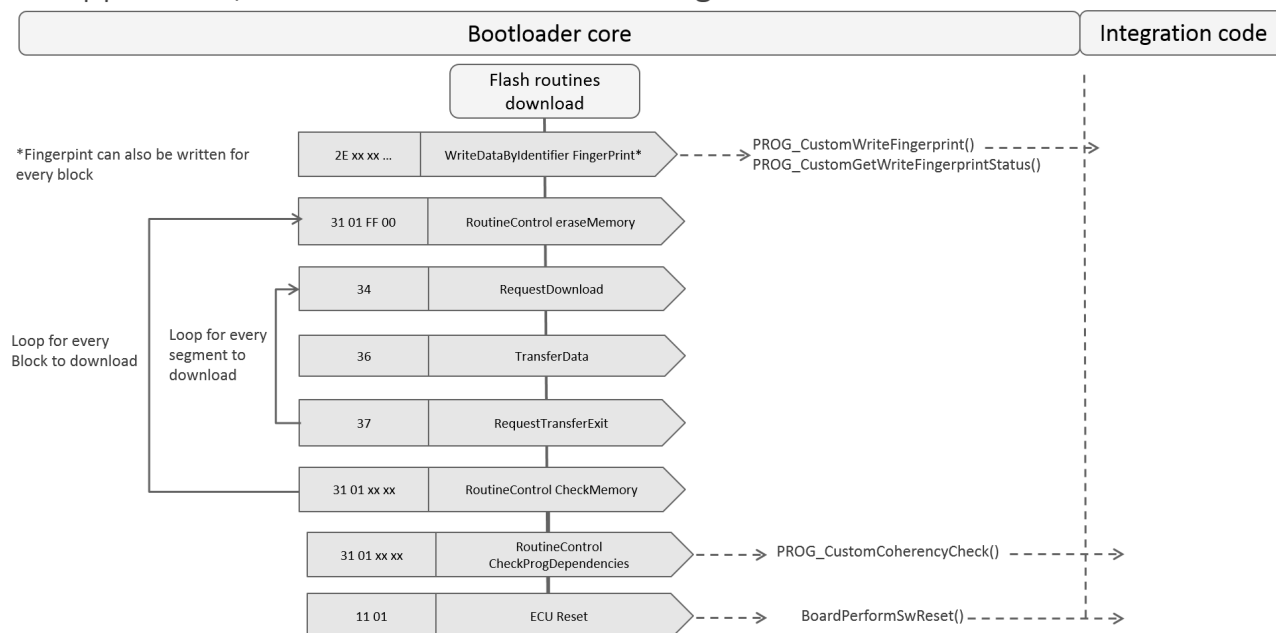 Bootloader core
Integration code
Flash routines
download
*Fingerpint can also be written for
every block
2E xx xx ...
WriteDataByIdentifier FingerPrint*
PROG_CustomWriteFingerprint()
PROG_CustomGetWriteFingerprintStatus()
31 01 FF 00
RoutineControl eraseMemory
34
RequestDownload
Loop for every
Block to download
Loop for every
segment to
download
36
TransferData
37
RequestTransferExit
31 01 xx xx
RoutineControl CheckMemory
31 01 xx xx
RoutineControl
CheckProgDependencies
PROG_CustomCoherencyCheck()
11 01
ECU Reset
BoardPerformSwReset()